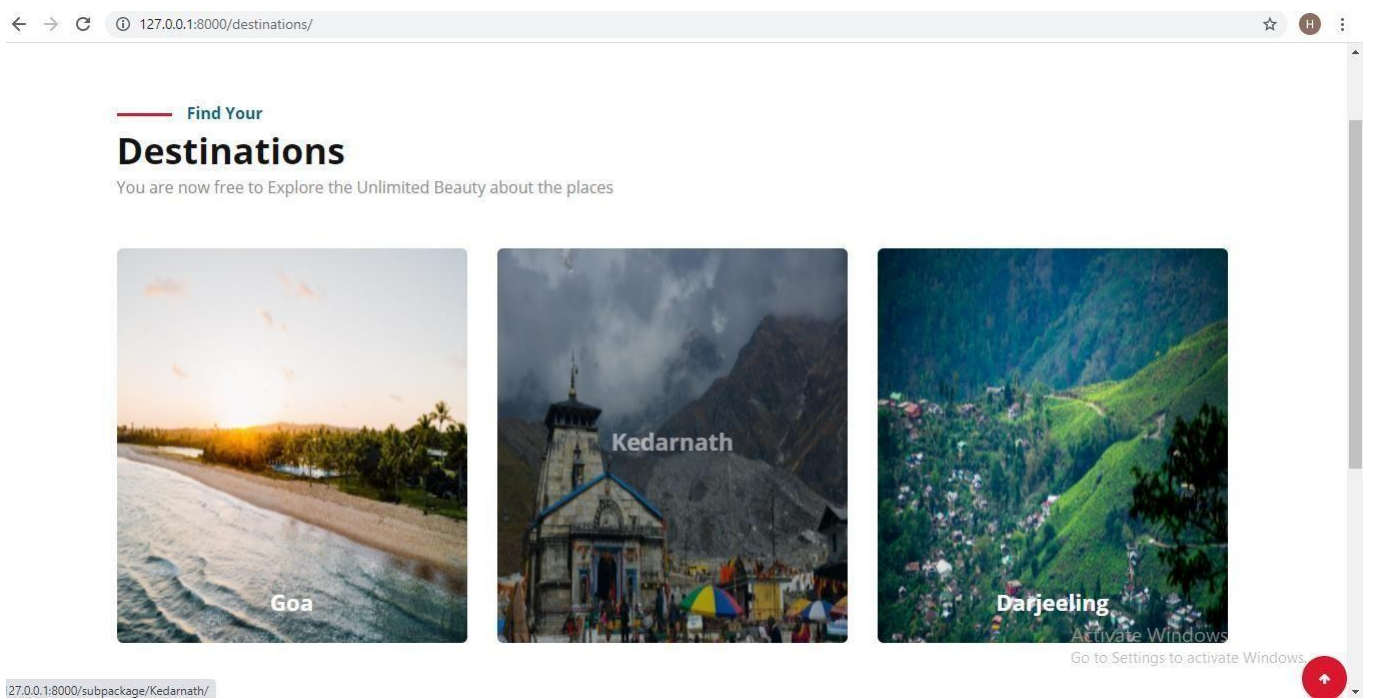 127.0.0.1:8000/destinations/
H
Find Your
Destinations
You are now free to Explore the Unlimited Beauty about the places
Kedarnath
Goa
Darjeeling
Activate Windows
Go to Settings to activate Windows.
27.0.0.1:8000/subpackage/Kedarnath/